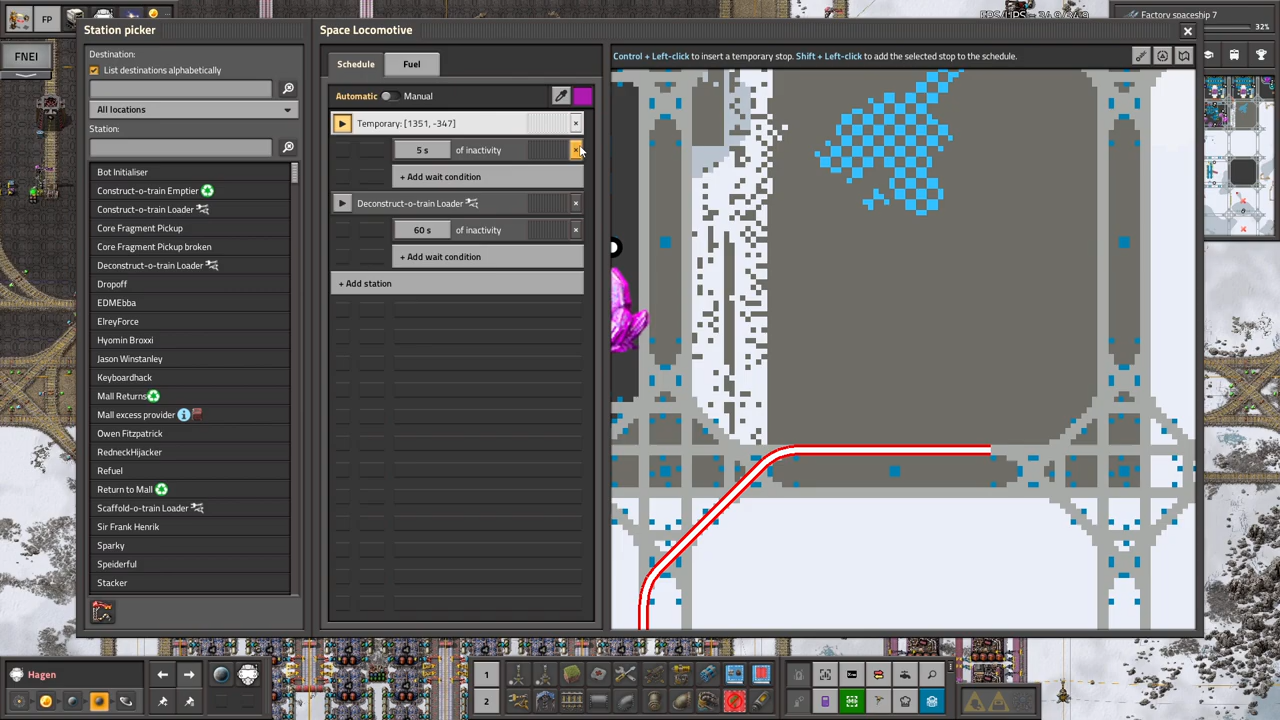 FP
Factory spaceship 7
32%
FNEI
Station picker
Destination:
List destinations alphabetically
All locations
Station:
Bot Initialiser
Construct-o-train Emptier
Construct-o-train Loader
Core Fragment Pickup
Core Fragment Pickup broken
Deconstruct-o-train Loader
Dropoff
EDMEbba
ElreyForce
Hyomin Broxxi
Jason Winstanley
Keyboardhack
Mall Returns
Mall excess provider
Owen Fitzpatrick
RedneckHijacker
Refuel
Return to Mall
Scaffold-o-train Loader
Sir Frank Henrik
Sparky
Speiderful
Stacker
Space Locomotive
Schedule
Fuel
Automatic
Manual
Temporary: [1351, -347]
5 s of inactivity
+ Add wait condition
Deconstruct-o-train Loader
60 s of inactivity
+ Add wait condition
+ Add station
Control + Left-click to insert a temporary stop. Shift + Left-click to add the selected stop to the schedule.
Hagen
1
2